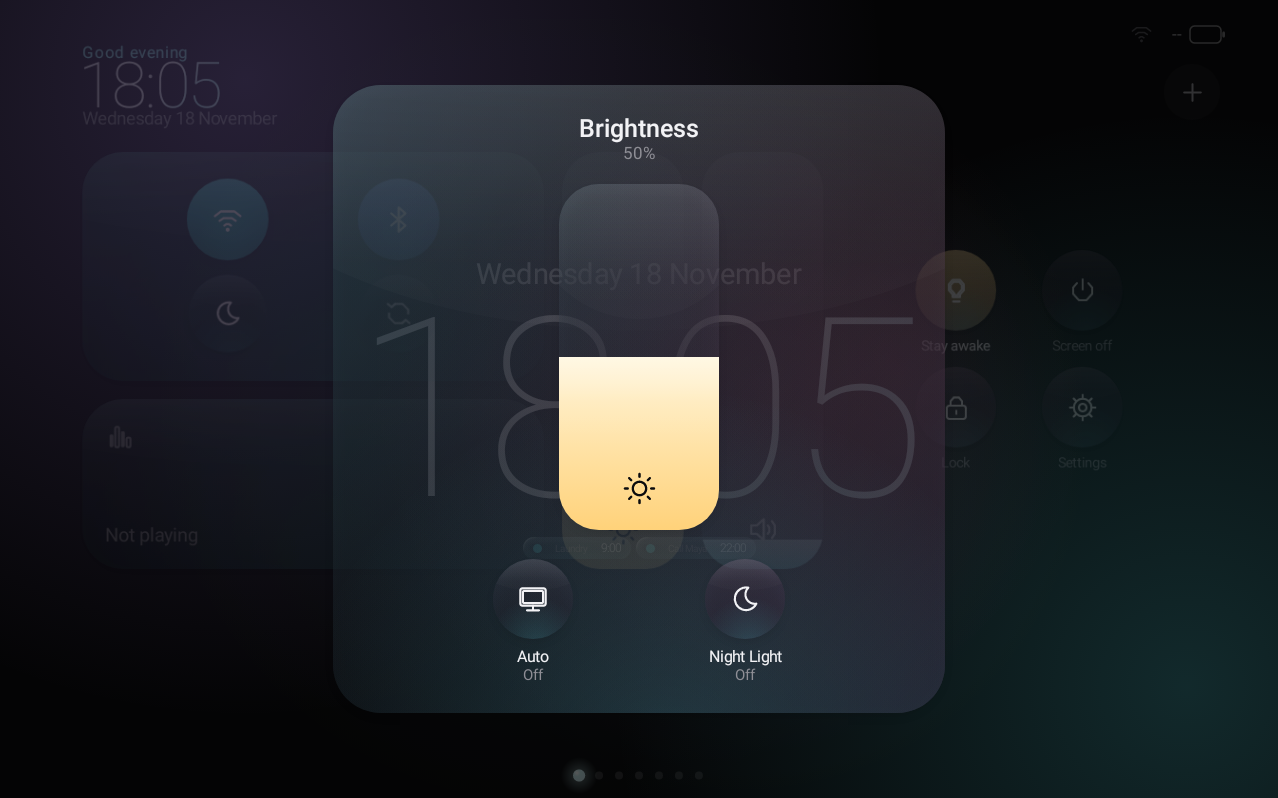 Good evening
18:05
Wednesday 18 November
Brightness
50%
Wednesday 18 November
18 05
Stay awake
Screen off
Lock
Settings
Not playing
9:00
22:00
Auto
Off
Night Light
Off
--